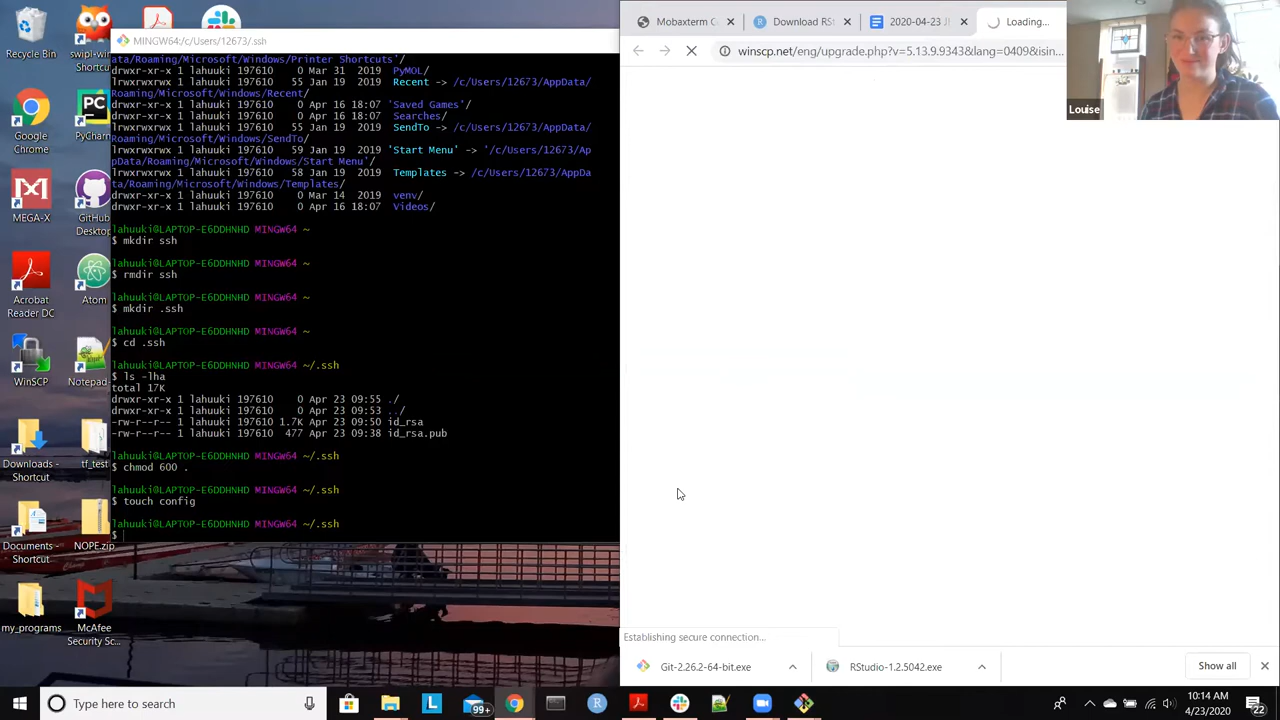 Recycle Bin
swirl
shortcut
Google Chrome
PyCharm
MEGA-X
GitHub Desktop
Acrobat Reader DC
Atom
WinSCP
Notepad
Downloads - Shortcut
tf_test
Documents - Shortcut
NOPE.zip
my_programs
McAfee Security Sc...
MINGW64:/c/Users/12673/.ssh
ata/Roaming/Microsoft/Windows/Printer Shortcuts'/
drwxr-xr-x 1 lahuuki 197610 0 Mar 31 2019 PyMOL/
lrwxrwxrwx 1 lahuuki 197610 55 Jan 19 2019 Recent -> /c/Users/12673/AppData/
Roaming/Microsoft/Windows/Recent/
drwxr-xr-x 1 lahuuki 197610 0 Apr 16 18:07 'Saved Games'/
drwxr-xr-x 1 lahuuki 197610 0 Apr 16 18:07 Searches/
lrwxrwxrwx 1 lahuuki 197610 55 Jan 19 2019 SendTo -> /c/Users/12673/AppData/
Roaming/Microsoft/Windows/SendTo/
lrwxrwxrwx 1 lahuuki 197610 59 Jan 19 2019 'Start Menu' -> '/c/Users/12673/Ap
pData/Roaming/Microsoft/Windows/Start Menu'/
lrwxrwxrwx 1 lahuuki 197610 58 Jan 19 2019 Templates -> /c/Users/12673/AppDa
ta/Roaming/Microsoft/Windows/Templates/
drwxr-xr-x 1 lahuuki 197610 0 Mar 14 2019 venv/
drwxr-xr-x 1 lahuuki 197610 0 Apr 16 18:07 Videos/
lahuuki@LAPTOP-E6DDHNHD MINGW64 ~
$ mkdir ssh
lahuuki@LAPTOP-E6DDHNHD MINGW64 ~
$ rmdir ssh
lahuuki@LAPTOP-E6DDHNHD MINGW64 ~
$ mkdir .ssh
lahuuki@LAPTOP-E6DDHNHD MINGW64 ~
$ cd .ssh
lahuuki@LAPTOP-E6DDHNHD MINGW64 ~/.ssh
$ ls -lha
total 17K
drwxr-xr-x 1 lahuuki 197610 0 Apr 23 09:55 ./
drwxr-xr-x 1 lahuuki 197610 0 Apr 23 09:53 ../
-rw-r--r-- 1 lahuuki 197610 1.7K Apr 23 09:50 id_rsa
-rw-r--r-- 1 lahuuki 197610 477 Apr 23 09:38 id_rsa.pub
lahuuki@LAPTOP-E6DDHNHD MINGW64 ~/.ssh
$ chmod 600 .
lahuuki@LAPTOP-E6DDHNHD MINGW64 ~/.ssh
$ touch config
lahuuki@LAPTOP-E6DDHNHD MINGW64 ~/.ssh
$
Mobaxterm
Download RSt
2020-04-23
Loading...
winscp.net/eng/upgrade.php?v=5.13.9.9343&lang=0409&isin...
Louise
Establishing secure connection...
Git-2.26.2-64-bit.exe
RStudio-1.2.5042.exe
Show all
Type here to search
99+
10:14 AM
4/23/2020
22